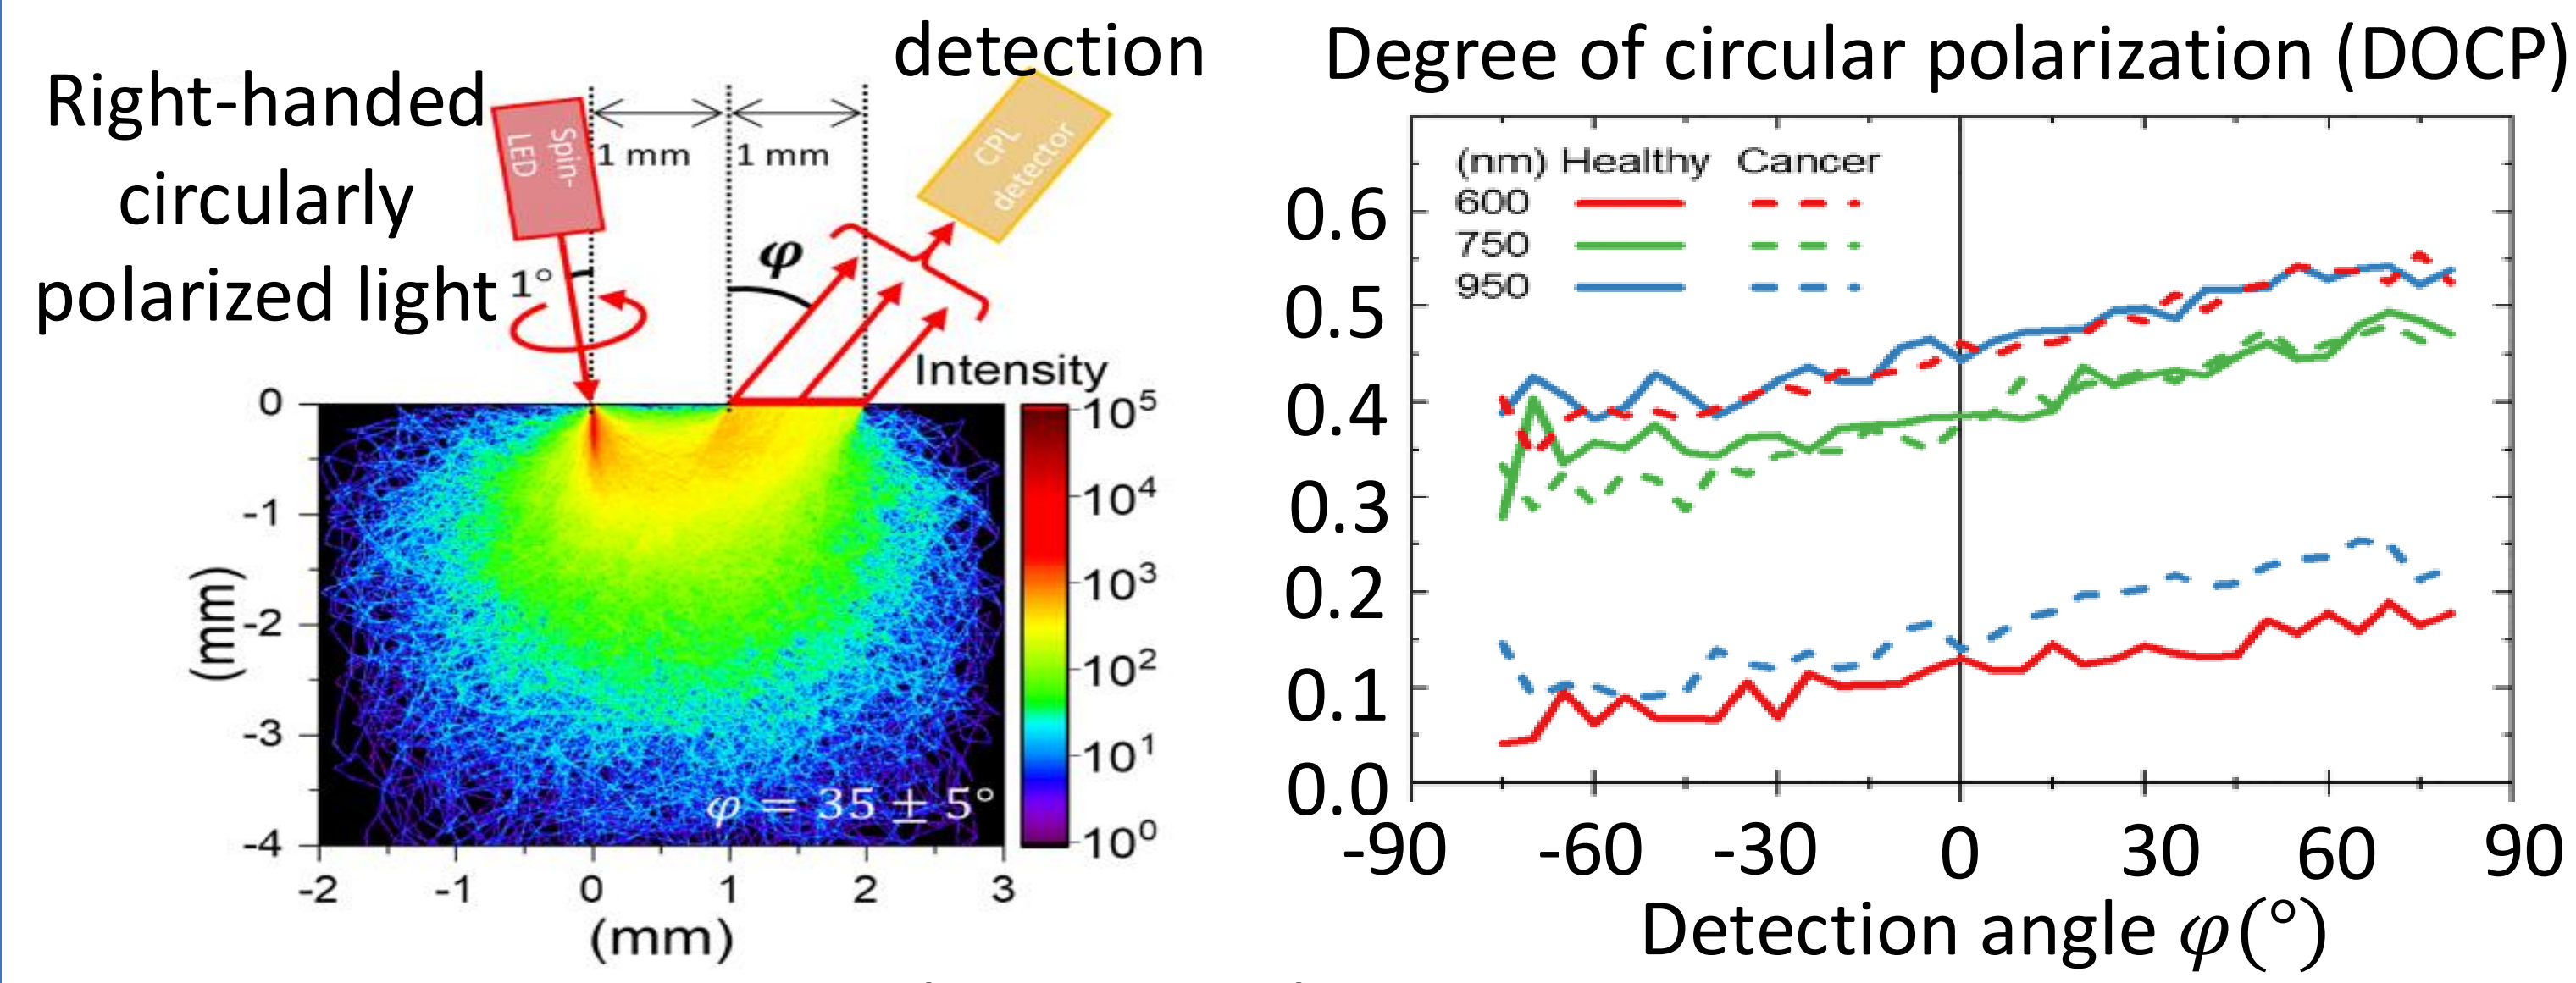 Right-handed
circularly
polarized light
detection
Spin-
LED
CPL
detector
1 mm
1 mm
1°
φ
Intensity
0
-1
-2
-3
-4
(mm)
-2 -1 0 1 2 3
(mm)
φ = 35 ± 5°
10⁵
10⁴
10³
10²
10¹
10⁰
Degree of circular polarization (DOCP)
(nm) Healthy Cancer
600
750
950
0.6
0.5
0.4
0.3
0.2
0.1
0.0
-90 -60 -30 0 30 60 90
Detection angle φ(°)